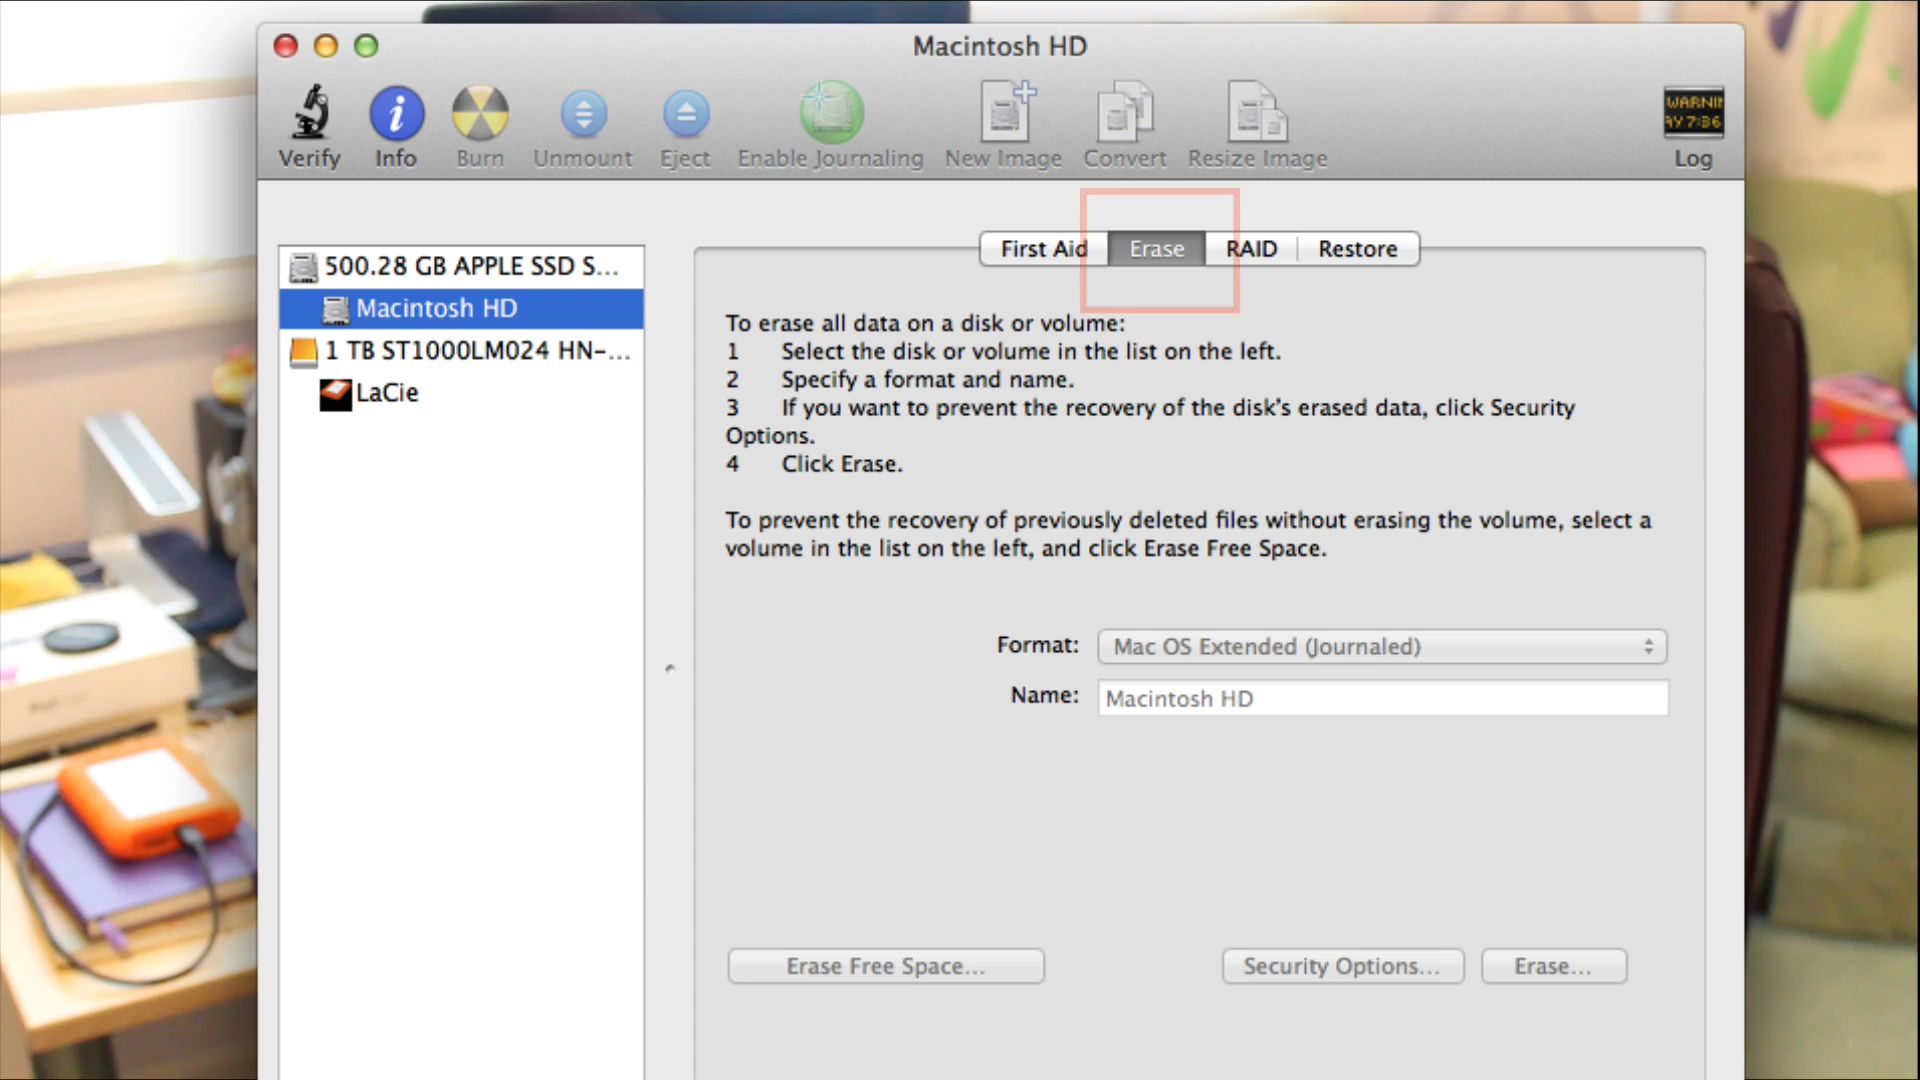 Macintosh HD
Verify Info Burn Unmount Eject Enable Journaling New Image Convert Resize Image Log
WARNIN
AY 7:36
First Aid Erase RAID Restore
500.28 GB APPLE SSD S...
Macintosh HD
1 TB ST1000LM024 HN-...
LaCie
To erase all data on a disk or volume:
1 Select the disk or volume in the list on the left.
2 Specify a format and name.
3 If you want to prevent the recovery of the disk's erased data, click Security
Options.
4 Click Erase.
To prevent the recovery of previously deleted files without erasing the volume, select a
volume in the list on the left, and click Erase Free Space.
Format: Mac OS Extended (Journaled)
Name: Macintosh HD
Erase Free Space... Security Options... Erase...